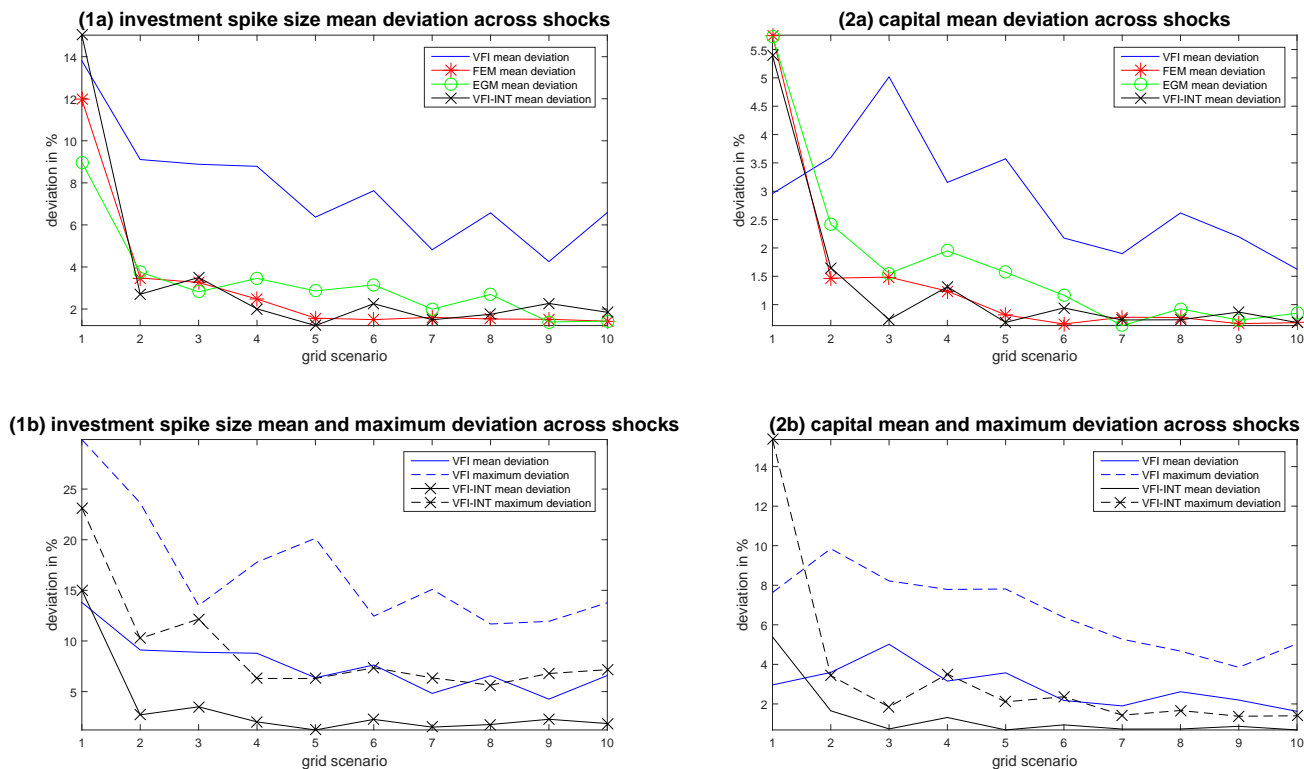 (1a) investment spike size mean deviation across shocks
14
12
10
8
6
4
2
deviation in %
VFI mean deviation
FEM mean deviation
EGM mean deviation
VFI-INT mean deviation
1 2 3 4 5 6 7 8 9 10
grid scenario
(2a) capital mean deviation across shocks
5.5
5
4.5
4
3.5
3
2.5
2
1.5
1
deviation in %
VFI mean deviation
FEM mean deviation
EGM mean deviation
VFI-INT mean deviation
1 2 3 4 5 6 7 8 9 10
grid scenario
(1b) investment spike size mean and maximum deviation across shocks
25
20
15
10
5
deviation in %
VFI mean deviation
VFI maximum deviation
VFI-INT mean deviation
VFI-INT maximum deviation
1 2 3 4 5 6 7 8 9 10
grid scenario
(2b) capital mean and maximum deviation across shocks
14
12
10
8
6
4
2
deviation in %
VFI mean deviation
VFI maximum deviation
VFI-INT mean deviation
VFI-INT maximum deviation
1 2 3 4 5 6 7 8 9 10
grid scenario